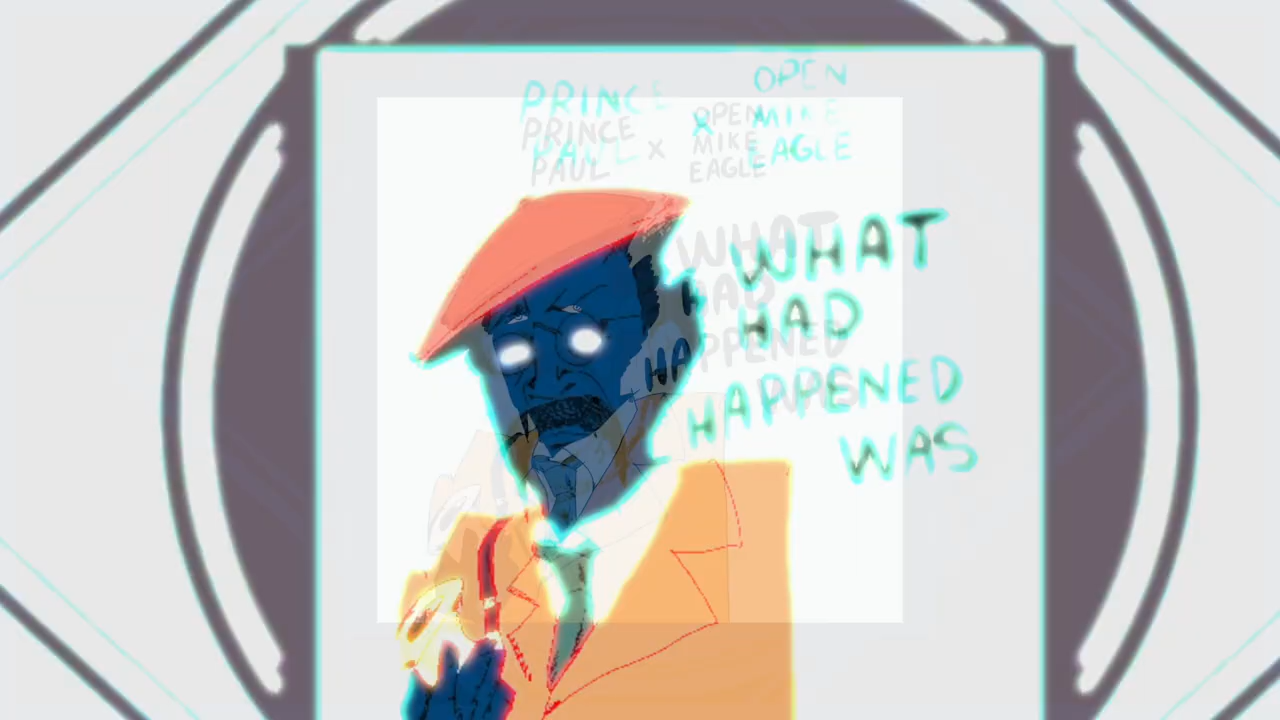 PRINCE
PAUL
&
OPEN
MIKE
EAGLE
PRINCE
PAUL
X
OPEN
MIKE
EAGLE
WHAT
HAD
HAPPENED
WAS
WHAT
HAD
HAPPENED